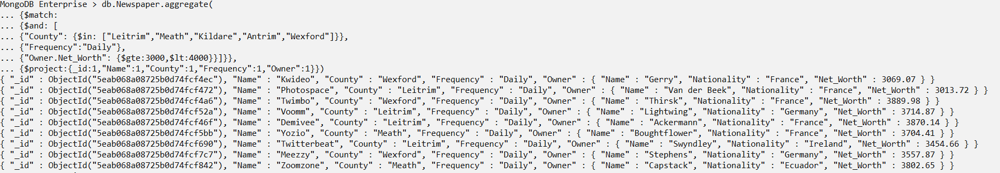 MongoDB Enterprise > db.Newspaper.aggregate(
... {$match:
... {$and: [
... {"County": {$in: ["Leitrim","Meath","Kildare","Antrim","Wexford"]}},
... {"Frequency":"Daily"},
... {"Owner.Net_Worth": {$gte:3000,$lt:4000}}]}},
... {$project:{_id:1,"Name":1,"County":1,"Frequency":1,"Owner":1}})
{ "_id" : ObjectId("5eab068a08725b0d74fcf4ec"), "Name" : "Kwideo", "County" : "Wexford", "Frequency" : "Daily", "Owner" : { "Name" : "Gerry", "Nationality" : "France", "Net_Worth" : 3069.07 } }
{ "_id" : ObjectId("5eab068a08725b0d74fcf472"), "Name" : "Photospace", "County" : "Leitrim", "Frequency" : "Daily", "Owner" : { "Name" : "Van der Beek", "Nationality" : "France", "Net_Worth" : 3013.72 } }
{ "_id" : ObjectId("5eab068a08725b0d74fcf4a6"), "Name" : "Twimbo", "County" : "Wexford", "Frequency" : "Daily", "Owner" : { "Name" : "Thirsk", "Nationality" : "France", "Net_Worth" : 3889.98 } }
{ "_id" : ObjectId("5eab068a08725b0d74fcf52a"), "Name" : "Voomm", "County" : "Leitrim", "Frequency" : "Daily", "Owner" : { "Name" : "Lightwing", "Nationality" : "Germany", "Net_Worth" : 3714.87 } }
{ "_id" : ObjectId("5eab068a08725b0d74fcf46f"), "Name" : "Demivee", "County" : "Leitrim", "Frequency" : "Daily", "Owner" : { "Name" : "Ackermann", "Nationality" : "France", "Net_Worth" : 3870.14 } }
{ "_id" : ObjectId("5eab068a08725b0d74fcf5bb"), "Name" : "Yozio", "County" : "Meath", "Frequency" : "Daily", "Owner" : { "Name" : "Boughtflower", "Nationality" : "France", "Net_Worth" : 3704.41 } }
{ "_id" : ObjectId("5eab068a08725b0d74fcf690"), "Name" : "Twitterbeat", "County" : "Leitrim", "Frequency" : "Daily", "Owner" : { "Name" : "Swyndley", "Nationality" : "Ireland", "Net_Worth" : 3454.66 } }
{ "_id" : ObjectId("5eab068a08725b0d74fcf7c7"), "Name" : "Meezzy", "County" : "Wexford", "Frequency" : "Daily", "Owner" : { "Name" : "Stephens", "Nationality" : "Germany", "Net_Worth" : 3557.87 } }
{ "_id" : ObjectId("5eab068a08725b0d74fcf842"), "Name" : "Zoomzone", "County" : "Meath", "Frequency" : "Daily", "Owner" : { "Name" : "Capstack", "Nationality" : "Ecuador", "Net_Worth" : 3802.65 } }